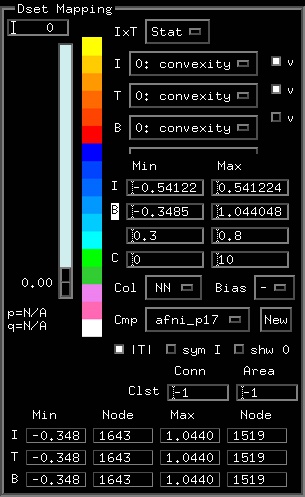 Dset Mapping
0
IxT Stat
I 0: convexity v
T 0: convexity v
B 0: convexity v
Min Max
I -0.54122 0.541224
B -0.3485 1.044048
0.3 0.8
C 0 10
0.00
Col NN Bias -
p=N/A
q=N/A
Cmp afni_p17 New
|T| sym I shw 0
Conn Area
Clst -1 -1
Min Node Max Node
I -0.348 1643 1.0440 1519
T -0.348 1643 1.0440 1519
B -0.348 1643 1.0440 1519